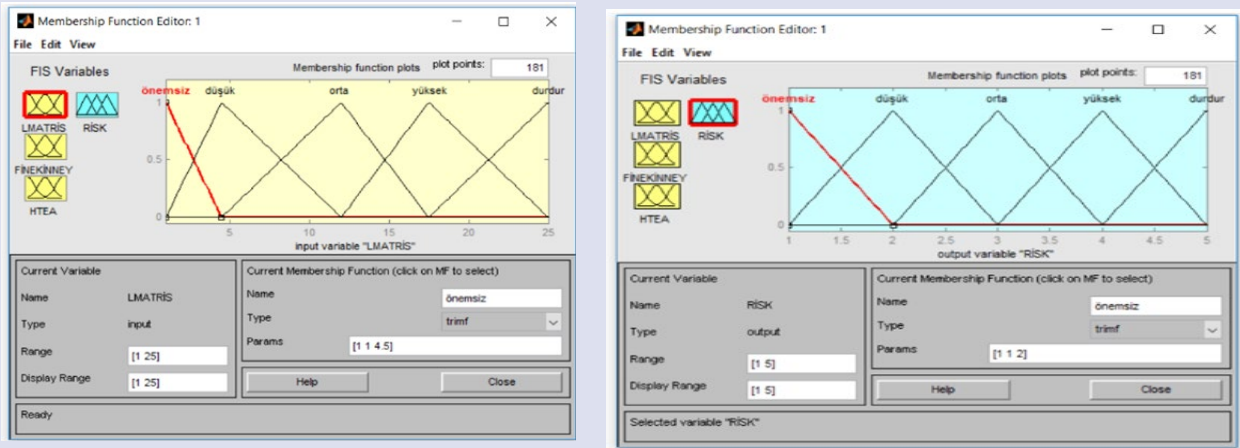 Membership Function Editor: 1
File Edit View
FIS Variables
LMATRİS
RİSK
FİNEKİNNEY
HTEA
Membership function plots
plot points:
181
önemsiz
düşük
orta
yüksek
durdur
1
0.5
0
5
10
15
20
25
input variable "LMATRİS"
Current Variable
Name
LMATRİS
Type
input
Range
[1 25]
Display Range
[1 25]
Current Membership Function (click on MF to select)
Name
önemsiz
Type
trimf
Params
[1 1 4.5]
Help
Close
Ready
Membership Function Editor: 1
File Edit View
FIS Variables
LMATRİS
RİSK
FİNEKİNNEY
HTEA
Membership function plots
plot points:
181
önemsiz
düşük
orta
yüksek
durdur
1
0.5
0
1
1.5
2
2.5
3
3.5
4
4.5
5
output variable "RİSK"
Current Variable
Name
RİSK
Type
output
Range
[1 5]
Display Range
[1 5]
Current Membership Function (click on MF to select)
Name
önemsiz
Type
trimf
Params
[1 1 2]
Help
Close
Selected variable "RİSK"